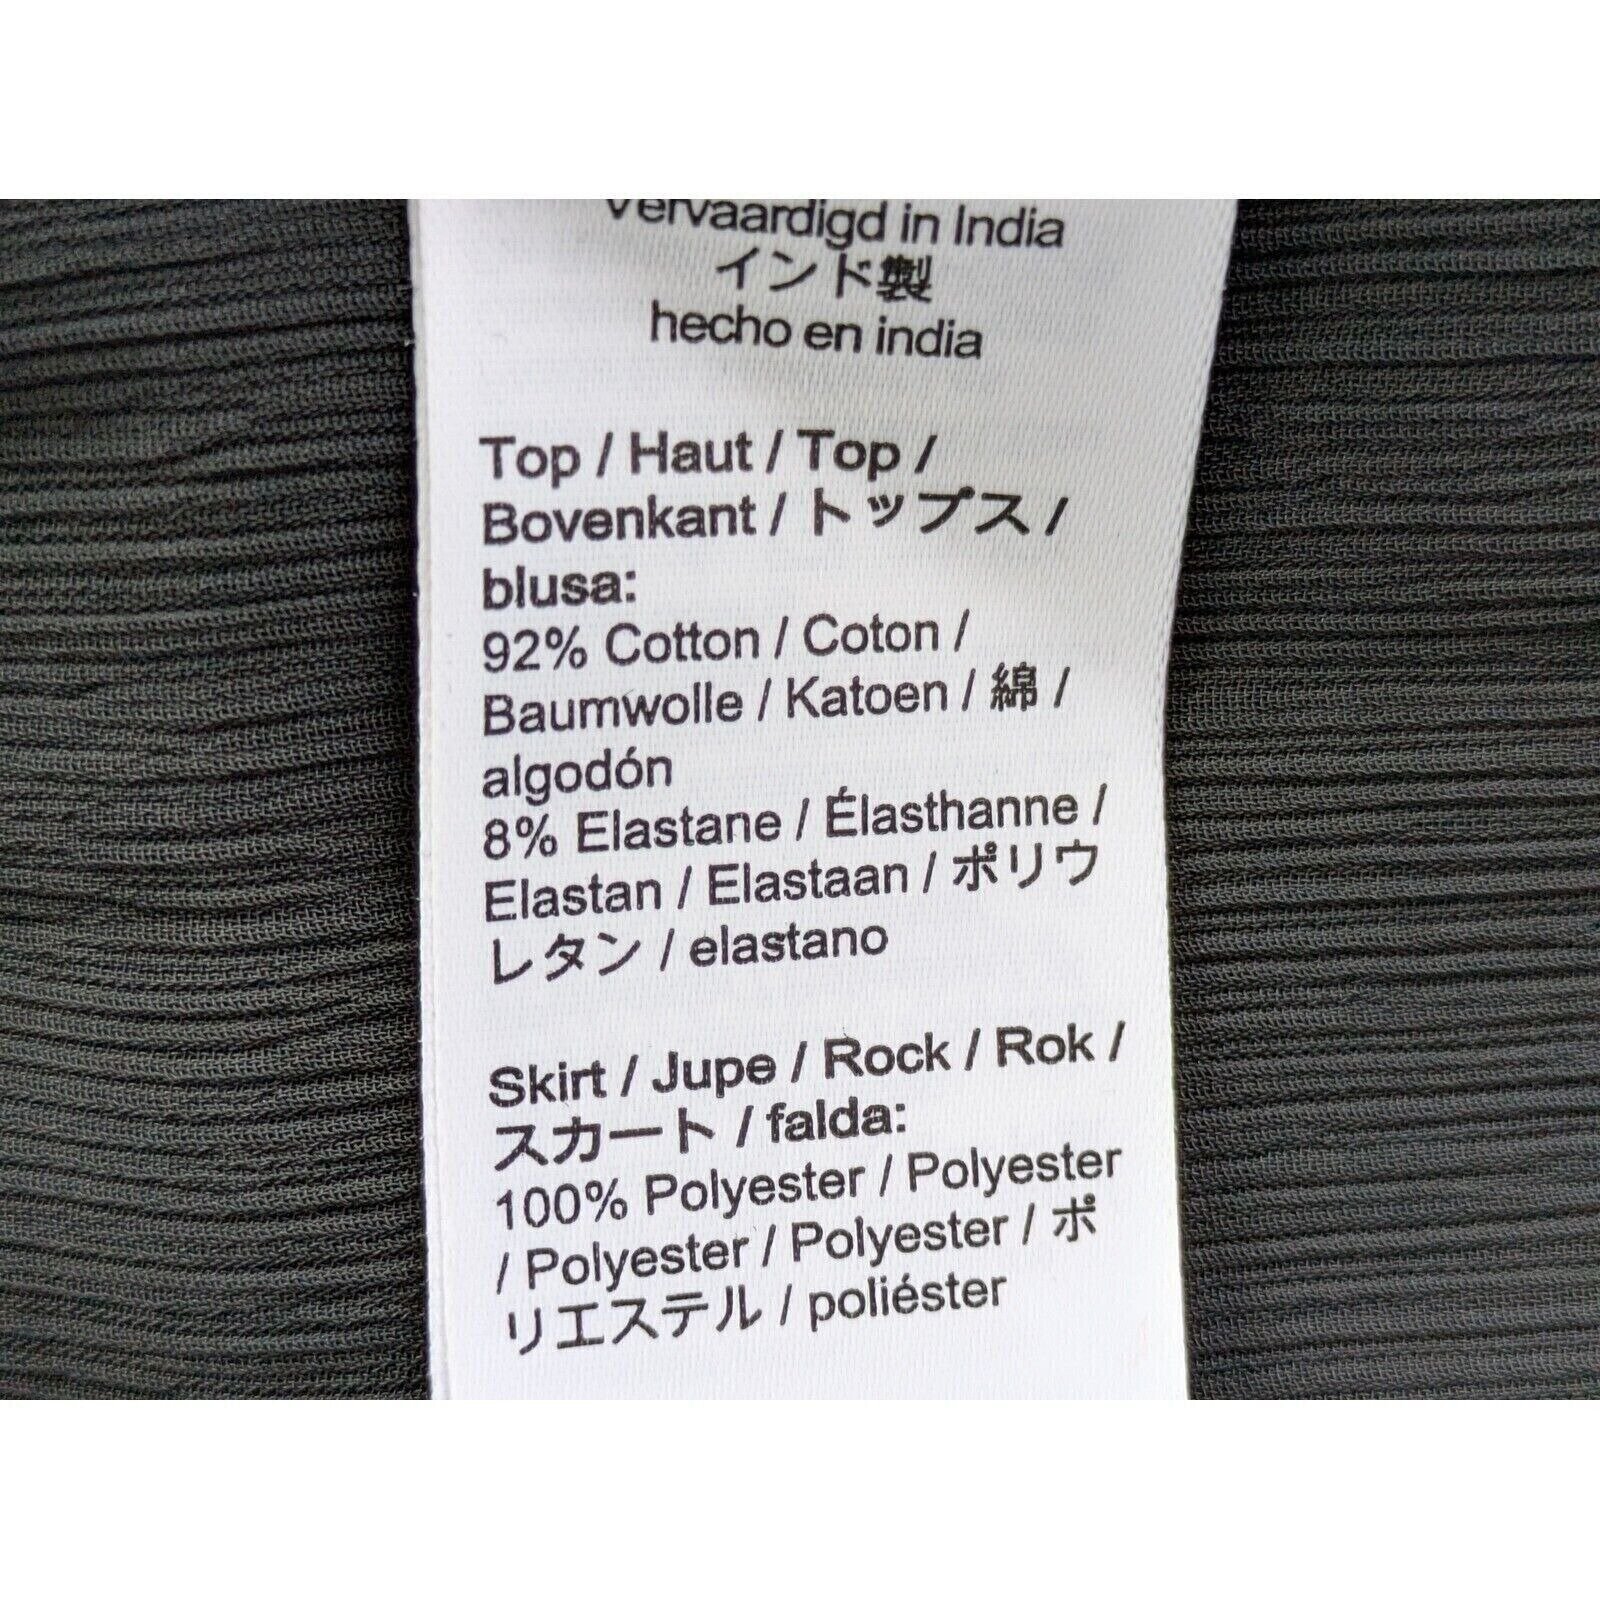 Vervaardigd in India
インド製
hecho en india
Top / Haut / Top /
Bovenkant / トップス /
blusa:
92% Cotton / Coton /
Baumwolle / Katoen / 綿 /
algodón
8% Elastane / Élasthanne /
Elastan / Elastaan / ポリウ
レタン / elastano
Skirt / Jupe / Rock / Rok /
スカート / falda:
100% Polyester / Polyester
/ Polyester / Polyester / ポ
リエステル / poliéster